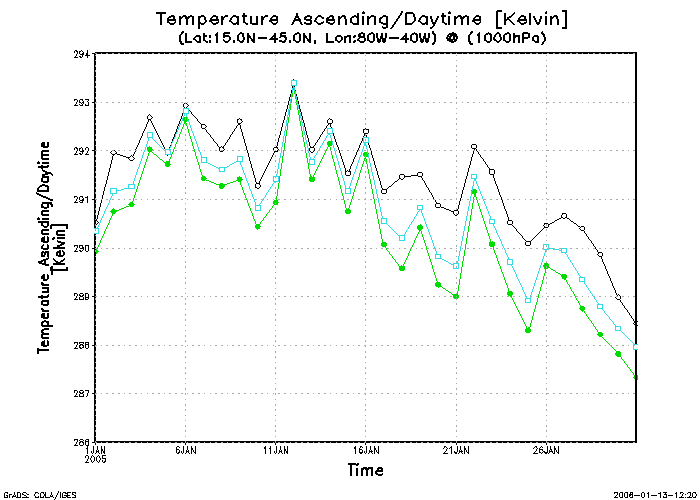 Temperature Ascending/Daytime [Kelvin]
(Lat:15.0N-45.0N, Lon:80W-40W) @ (1000hPa)
294
293
292
291
290
289
288
287
286
Temperature Ascending/Daytime
[Kelvin]
1JAN
2005
6JAN
11JAN
16JAN
21JAN
26JAN
Time
GrADS: COLA/IGES
2006-01-13-12:20